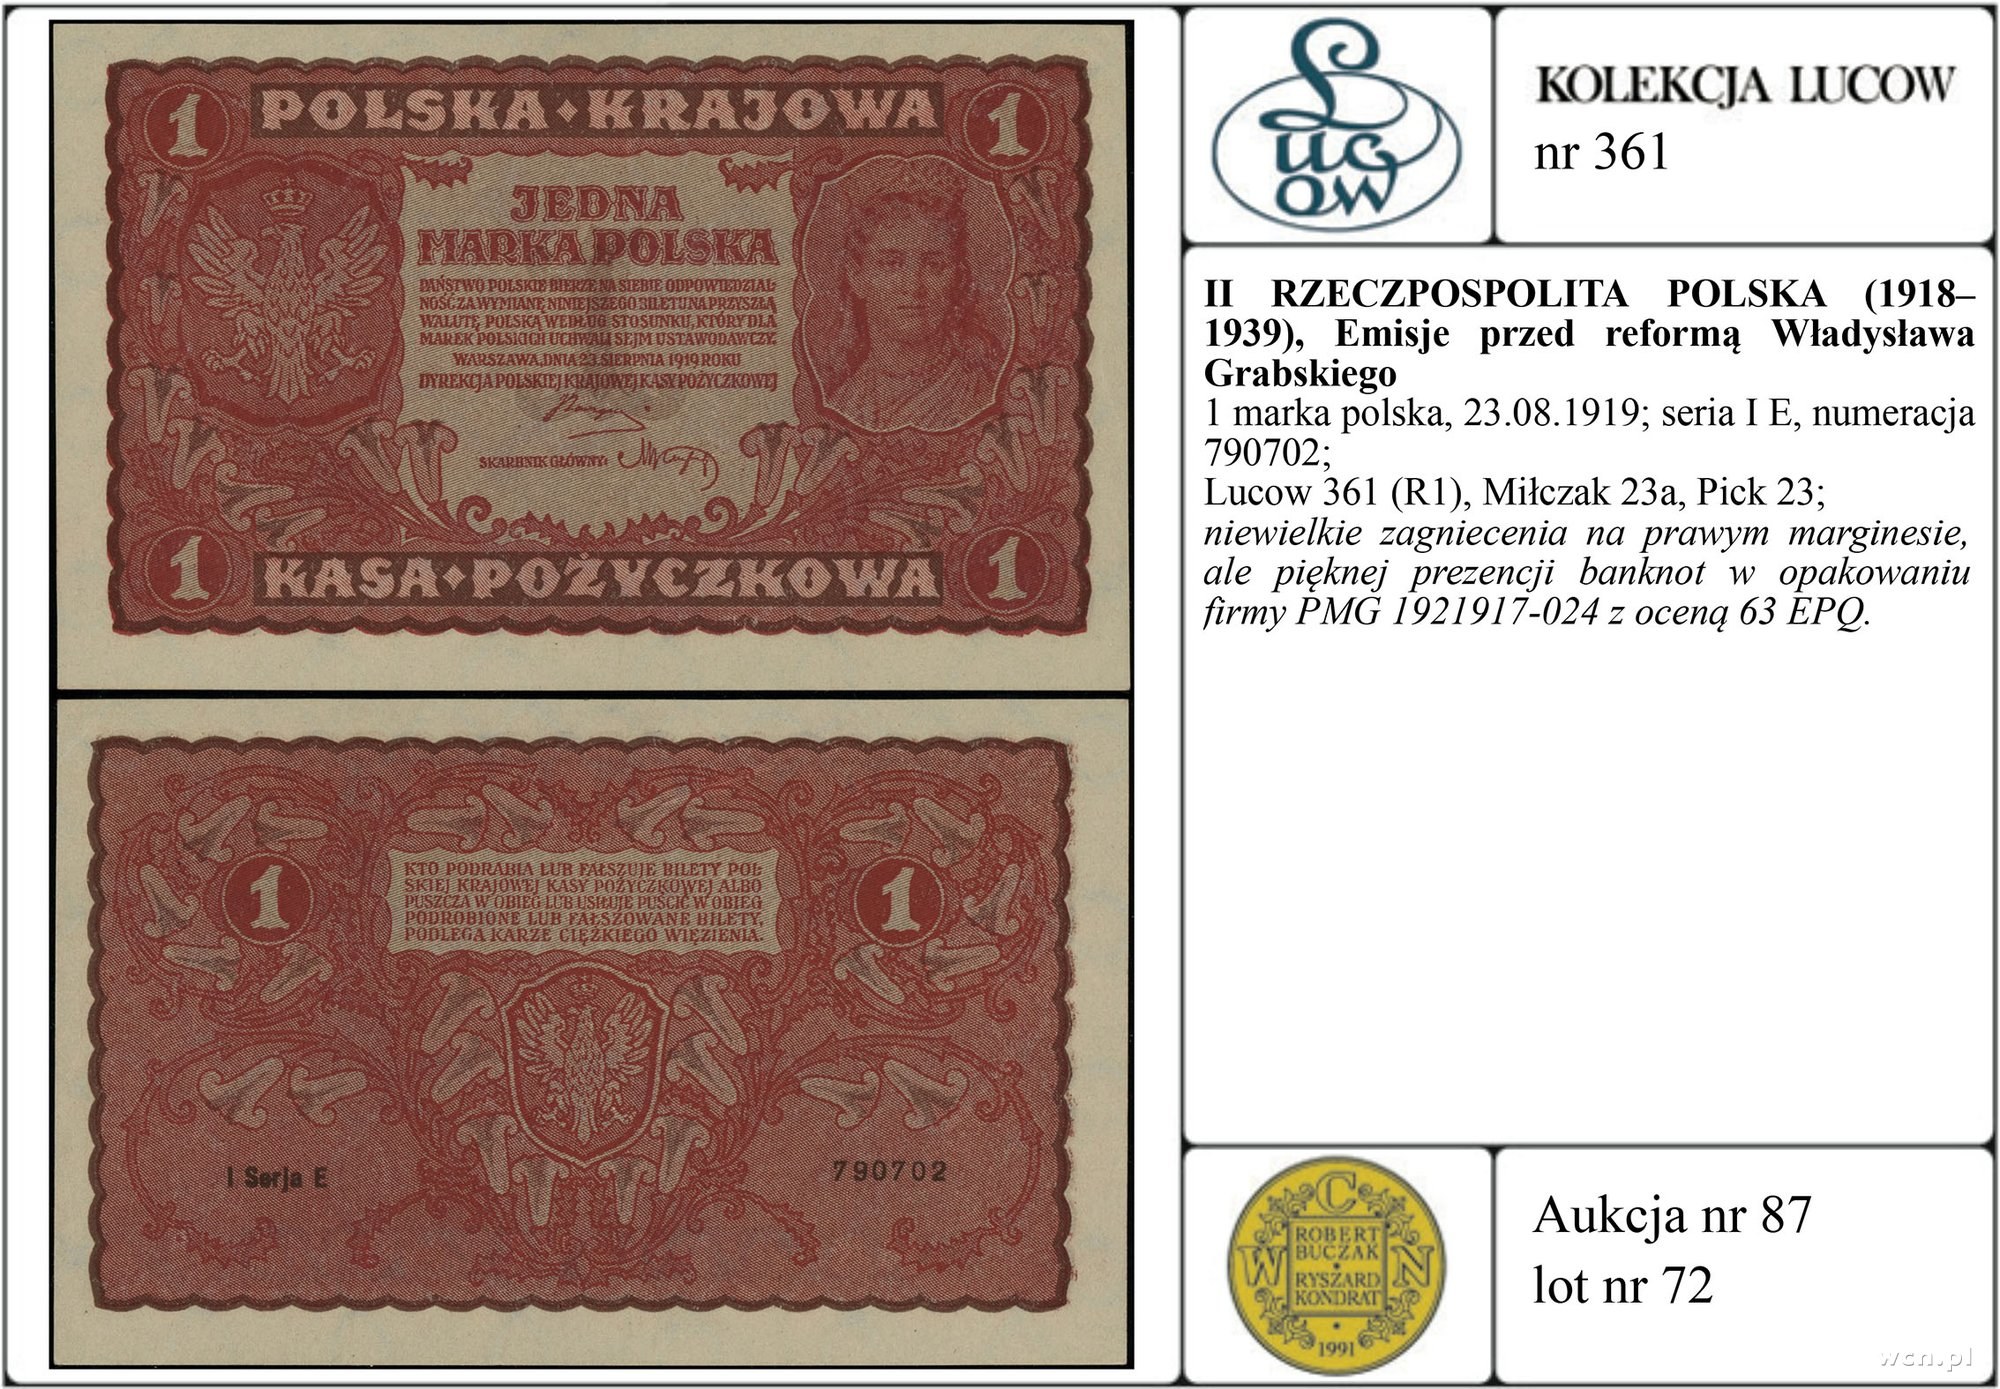 1 POLSKA·KRAJOWA 1
JEDNA
MARKA POLSKA
PAŃSTWO POLSKIE BIERZE NA SIEBIE ODPOWIEDZIAL
NOŚĆ ZA WYMIANĘ NINIEJSZEGO BILETU NA PRZYSZŁĄ
WALUTĘ POLSKĄ WEDŁUG STOSUNKU, KTÓRY DLA
MAREK POLSKICH UCHWALI SEJM USTAWODAWCZY.
WARSZAWA, DNIA 23 SIERPNIA 1919 ROKU
DYREKCJA POLSKIEJ KRAJOWEJ KASY POŻYCZKOWEJ
SKARBNIK GŁÓWNY:
1 KASA·POŻYCZKOWA 1
1
1
KTO PODRABIA LUB FAŁSZUJE BILETY POL-
SKIEJ KRAJOWEJ KASY POŻYCZKOWEJ ALBO
PUSZCZA W OBIEG LUB USIŁUJE PUŚCIĆ W OBIEG
PODROBIONE LUB FAŁSZOWANE BILETY,
PODLEGA KARZE CIĘŻKIEGO WIĘZIENIA.
I Serja E
790702
Lucow
KOLEKCJA LUCOW
nr 361
II RZECZPOSPOLITA POLSKA (1918–
1939), Emisje przed reformą Władysława
Grabskiego
1 marka polska, 23.08.1919; seria I E, numeracja
790702;
Lucow 361 (R1), Miłczak 23a, Pick 23;
niewielkie zagniecenia na prawym marginesie,
ale pięknej prezencji banknot w opakowaniu
firmy PMG 1921917-024 z oceną 63 EPQ.
C
W N
ROBERT
BUCZAK
RYSZARD
KONDRAT
1991
Aukcja nr 87
lot nr 72
wcn.pl